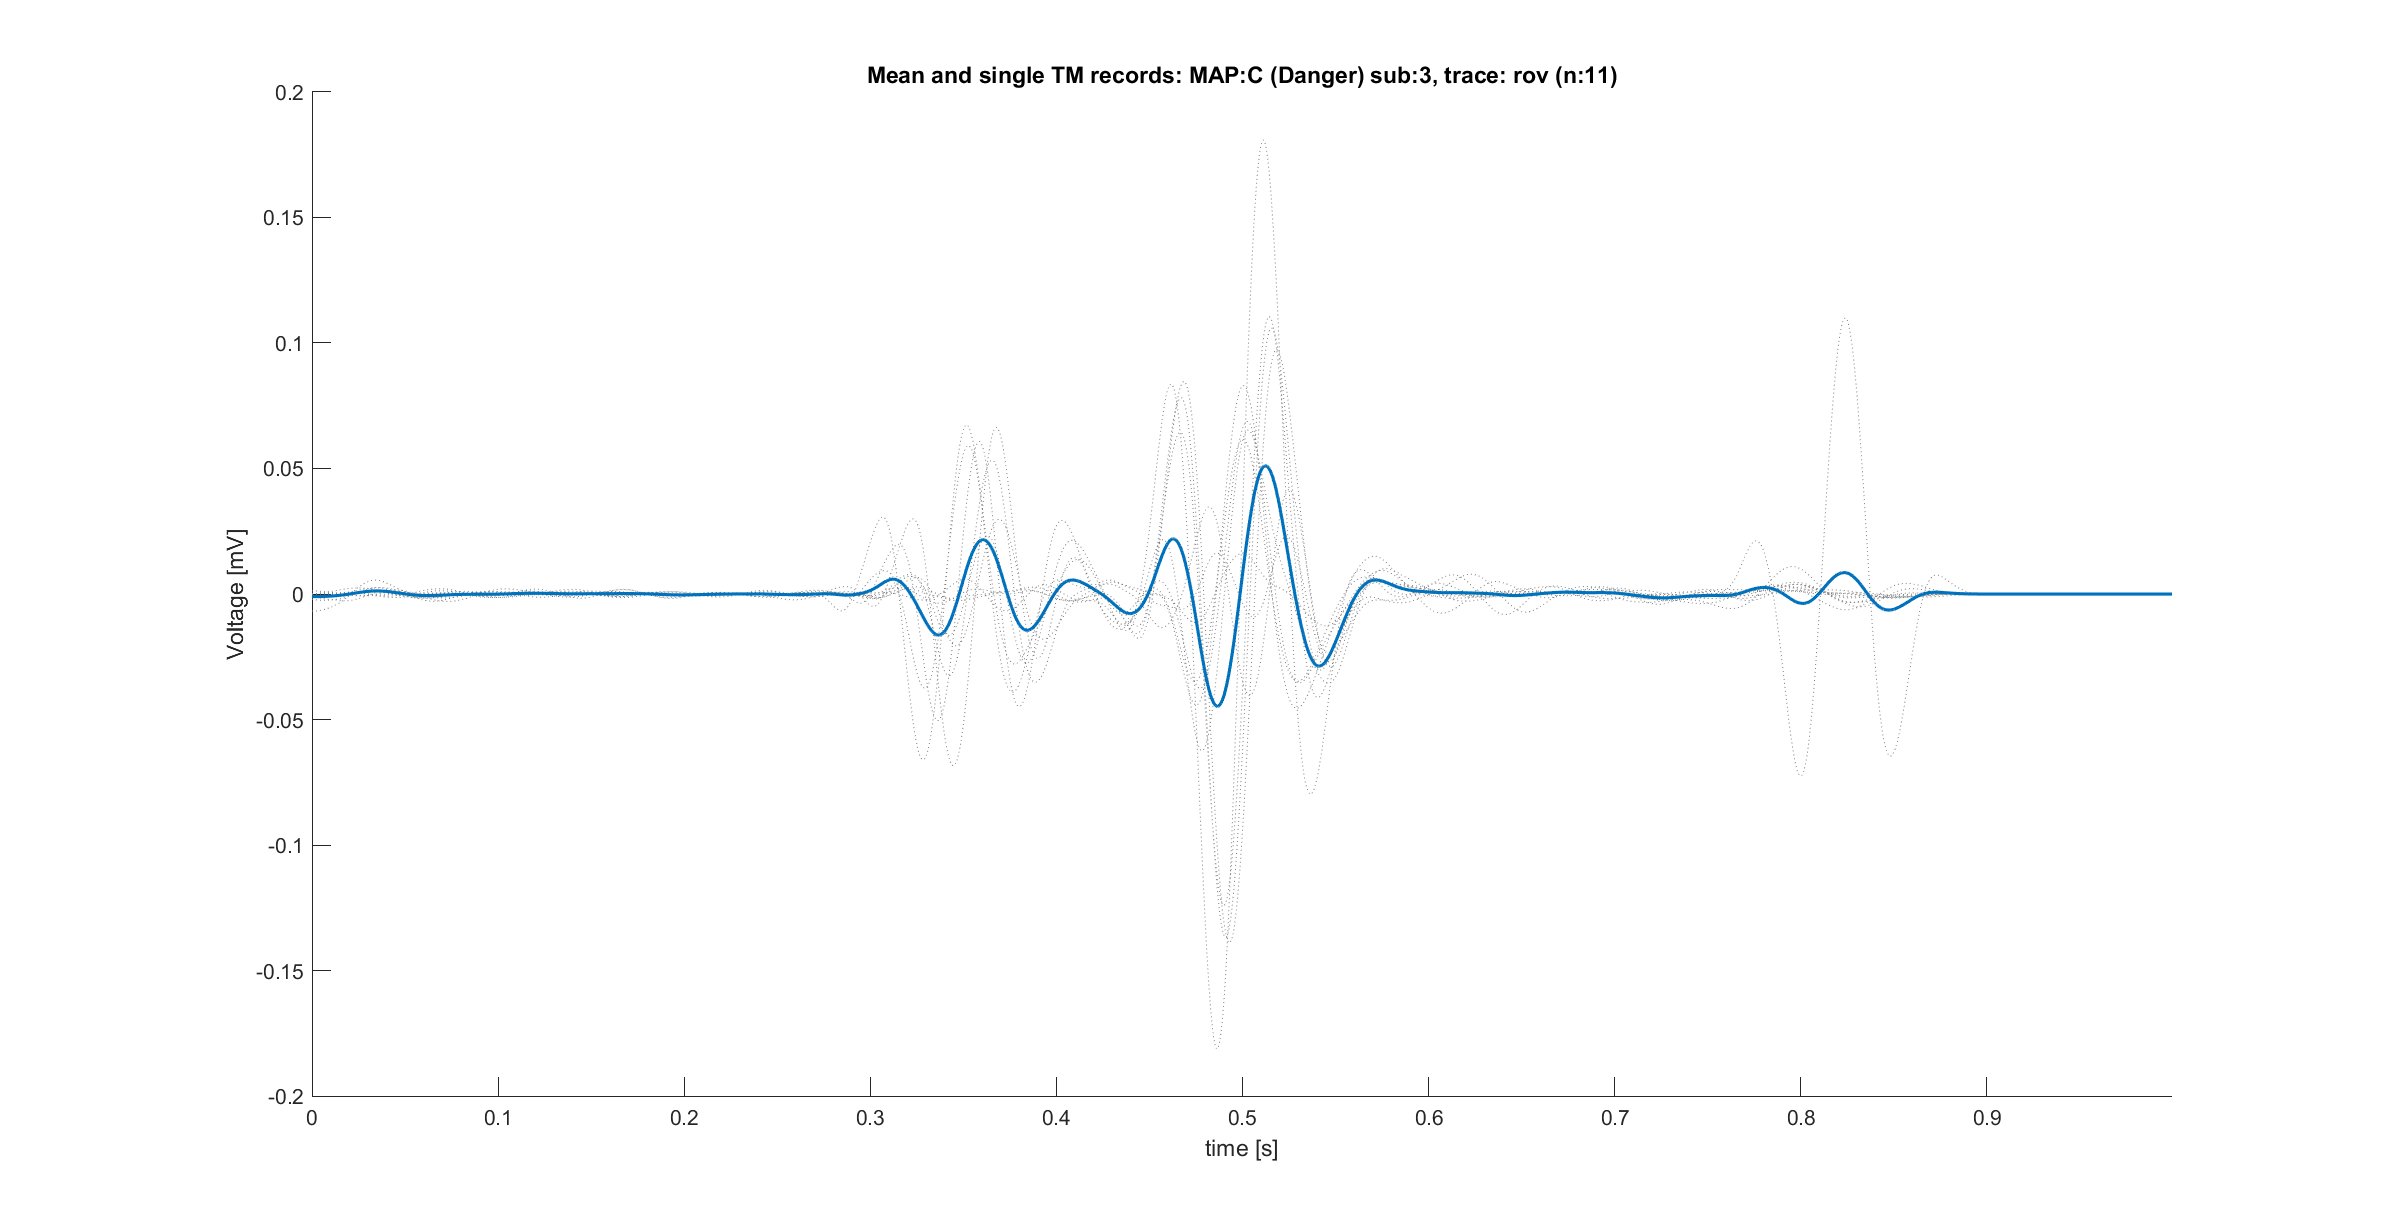 Mean and single TM records: MAP:C (Danger) sub:3, trace: rov (n:11)
0.2
0.15
0.1
0.05
0
-0.05
-0.1
-0.15
-0.2
Voltage [mV]
0 0.1 0.2 0.3 0.4 0.5 0.6 0.7 0.8 0.9
time [s]